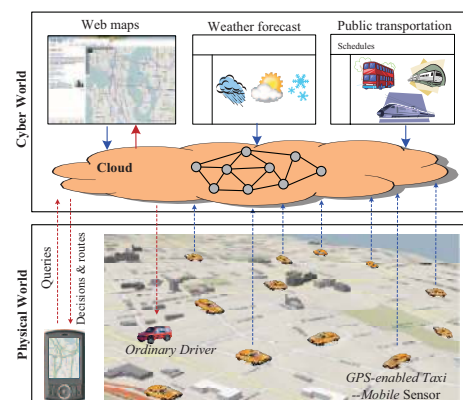 Web maps
Weather forecast
Public transportation
Schedules
Cyber World
Cloud
Physical World
Queries
Decisions & routes
Ordinary Driver
GPS-enabled Taxi
--Mobile Sensor